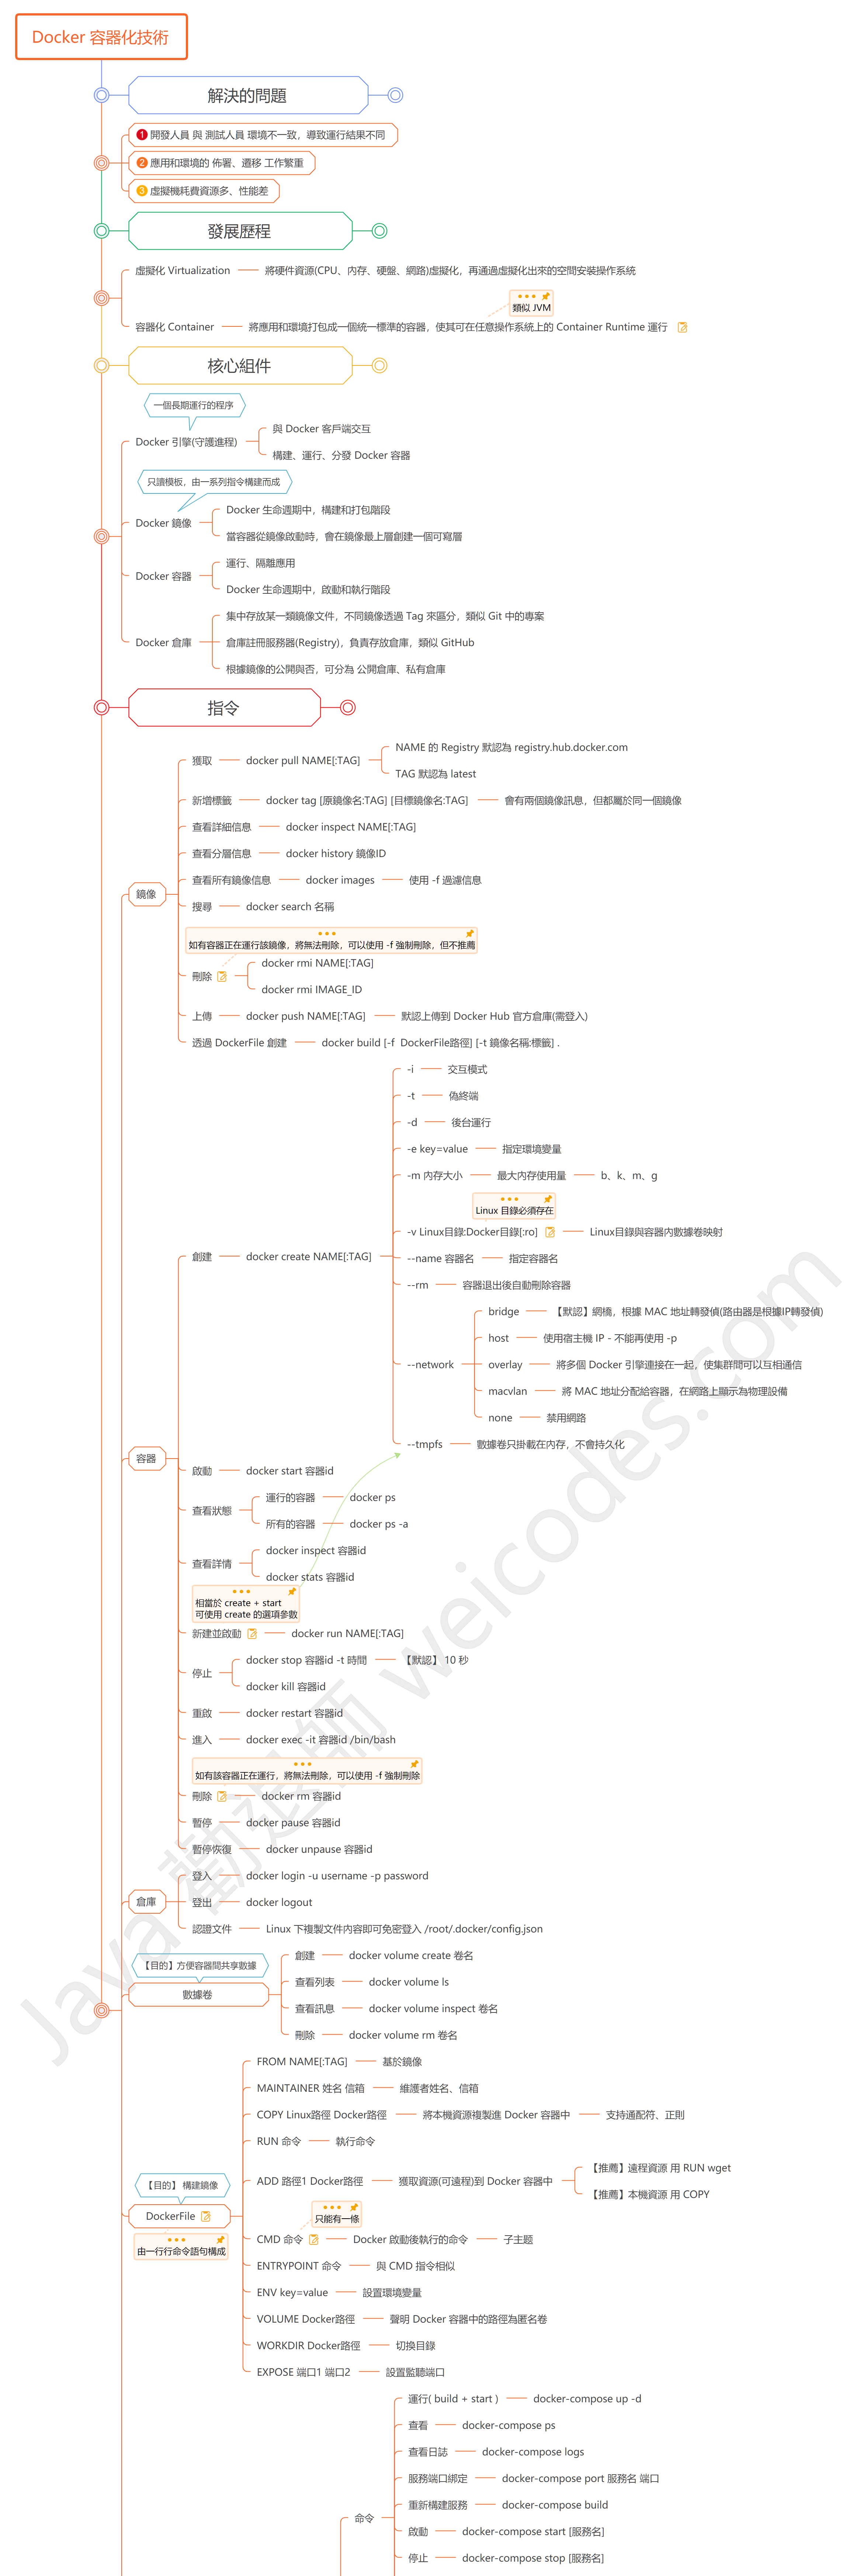 Docker 容器化技術
解決的問題
1 開發人員 與 測試人員 環境不一致，導致運行結果不同
2 應用和環境的 佈署、遷移 工作繁重
3 虛擬機耗費資源多、性能差
發展歷程
虛擬化 Virtualization
將硬件資源(CPU、內存、硬盤、網路)虛擬化，再通過虛擬化出來的空間安裝操作系統
類似 JVM
容器化 Container
將應用和環境打包成一個統一標準的容器，使其可在任意操作系統上的 Container Runtime 運行
核心組件
一個長期運行的程序
Docker 引擎(守護進程)
與 Docker 客戶端交互
構建、運行、分發 Docker 容器
只讀模板，由一系列指令構建而成
Docker 鏡像
Docker 生命週期中，構建和打包階段
當容器從鏡像啟動時，會在鏡像最上層創建一個可寫層
Docker 容器
運行、隔離應用
Docker 生命週期中，啟動和執行階段
Docker 倉庫
集中存放某一類鏡像文件，不同鏡像透過 Tag 來區分，類似 Git 中的專案
倉庫註冊服務器(Registry)，負責存放倉庫，類似 GitHub
根據鏡像的公開與否，可分為 公開倉庫、私有倉庫
指令
鏡像
獲取
docker pull NAME[:TAG]
NAME 的 Registry 默認為 registry.hub.docker.com
TAG 默認為 latest
新增標籤
docker tag [原鏡像名:TAG] [目標鏡像名:TAG]
會有兩個鏡像訊息，但都屬於同一個鏡像
查看詳細信息
docker inspect NAME[:TAG]
查看分層信息
docker history 鏡像ID
查看所有鏡像信息
docker images
使用 -f 過濾信息
搜尋
docker search 名稱
如有容器正在運行該鏡像，將無法刪除，可以使用 -f 強制刪除，但不推薦
刪除
docker rmi NAME[:TAG]
docker rmi IMAGE_ID
上傳
docker push NAME[:TAG]
默認上傳到 Docker Hub 官方倉庫(需登入)
透過 DockerFile 創建
docker build [-f  DockerFile路徑] [-t 鏡像名稱:標籤] .
容器
創建
docker create NAME[:TAG]
-i
交互模式
-t
偽終端
-d
後台運行
-e key=value
指定環境變量
-m 內存大小
最大內存使用量
b、k、m、g
Linux 目錄必須存在
-v Linux目錄:Docker目錄[:ro]
Linux目錄與容器內數據卷映射
--name 容器名
指定容器名
--rm
容器退出後自動刪除容器
--network
bridge
【默認】網橋，根據 MAC 地址轉發偵(路由器是根據IP轉發偵)
host
使用宿主機 IP - 不能再使用 -p
overlay
將多個 Docker 引擎連接在一起，使集群間可以互相通信
macvlan
將 MAC 地址分配給容器，在網路上顯示為物理設備
none
禁用網路
--tmpfs
數據卷只掛載在內存，不會持久化
啟動
docker start 容器id
查看狀態
運行的容器
docker ps
所有的容器
docker ps -a
查看詳情
docker inspect 容器id
docker stats 容器id
相當於 create + start
可使用 create 的選項參數
新建並啟動
docker run NAME[:TAG]
停止
docker stop 容器id -t 時間
【默認】 10 秒
docker kill 容器id
重啟
docker restart 容器id
進入
docker exec -it 容器id /bin/bash
如有該容器正在運行，將無法刪除，可以使用 -f 強制刪除
刪除
docker rm 容器id
暫停
docker pause 容器id
暫停恢復
docker unpause 容器id
倉庫
登入
docker login -u username -p password
登出
docker logout
認證文件
Linux 下複製文件內容即可免密登入 /root/.docker/config.json
【目的】方便容器間共享數據
數據卷
創建
docker volume create 卷名
查看列表
docker volume ls
查看訊息
docker volume inspect 卷名
刪除
docker volume rm 卷名
【目的】 構建鏡像
DockerFile
由一行行命令語句構成
FROM NAME[:TAG]
基於鏡像
MAINTAINER 姓名 信箱
維護者姓名、信箱
COPY Linux路徑 Docker路徑
將本機資源複製進 Docker 容器中
支持通配符、正則
RUN 命令
執行命令
ADD 路徑1 Docker路徑
獲取資源(可遠程)到 Docker 容器中
【推薦】遠程資源 用 RUN wget
【推薦】本機資源 用 COPY
只能有一條
CMD 命令
Docker 啟動後執行的命令
子主題
ENTRYPOINT 命令
與 CMD 指令相似
ENV key=value
設置環境變量
VOLUME Docker路徑
聲明 Docker 容器中的路徑為匿名卷
WORKDIR Docker路徑
切換目錄
EXPOSE 端口1 端口2
設置監聽端口
命令
運行( build + start )
docker-compose up -d
查看
docker-compose ps
查看日誌
docker-compose logs
服務端口綁定
docker-compose port 服務名 端口
重新構建服務
docker-compose build
啟動
docker-compose start [服務名]
停止
docker-compose stop [服務名]
weicodes.com